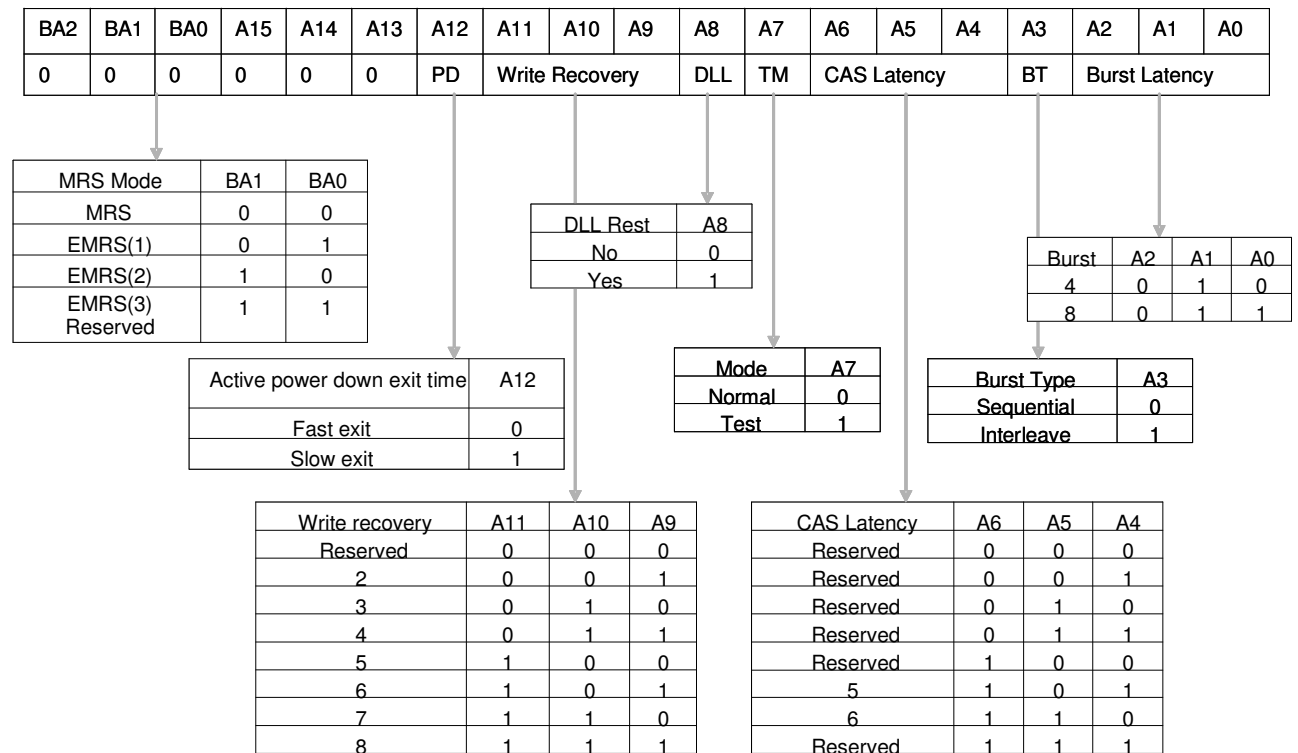 BA2 BA1 BA0 A15 A14 A13 A12 A11 A10 A9 A8 A7 A6 A5 A4 A3 A2 A1 A0
0 0 0 0 0 0 PD Write Recovery DLL TM CAS Latency BT Burst Latency
MRS Mode BA1 BA0
MRS 0 0
EMRS(1) 0 1
EMRS(2) 1 0
EMRS(3) Reserved 1 1
DLL Rest A8
No 0
Yes 1
Burst A2 A1 A0
4 0 1 0
8 0 1 1
Active power down exit time A12
Fast exit 0
Slow exit 1
Mode A7
Normal 0
Test 1
Burst Type A3
Sequential 0
Interleave 1
Write recovery A11 A10 A9
Reserved 0 0 0
2 0 0 1
3 0 1 0
4 0 1 1
5 1 0 0
6 1 0 1
7 1 1 0
8 1 1 1
CAS Latency A6 A5 A4
Reserved 0 0 0
Reserved 0 0 1
Reserved 0 1 0
Reserved 0 1 1
Reserved 1 0 0
5 1 0 1
6 1 1 0
Reserved 1 1 1